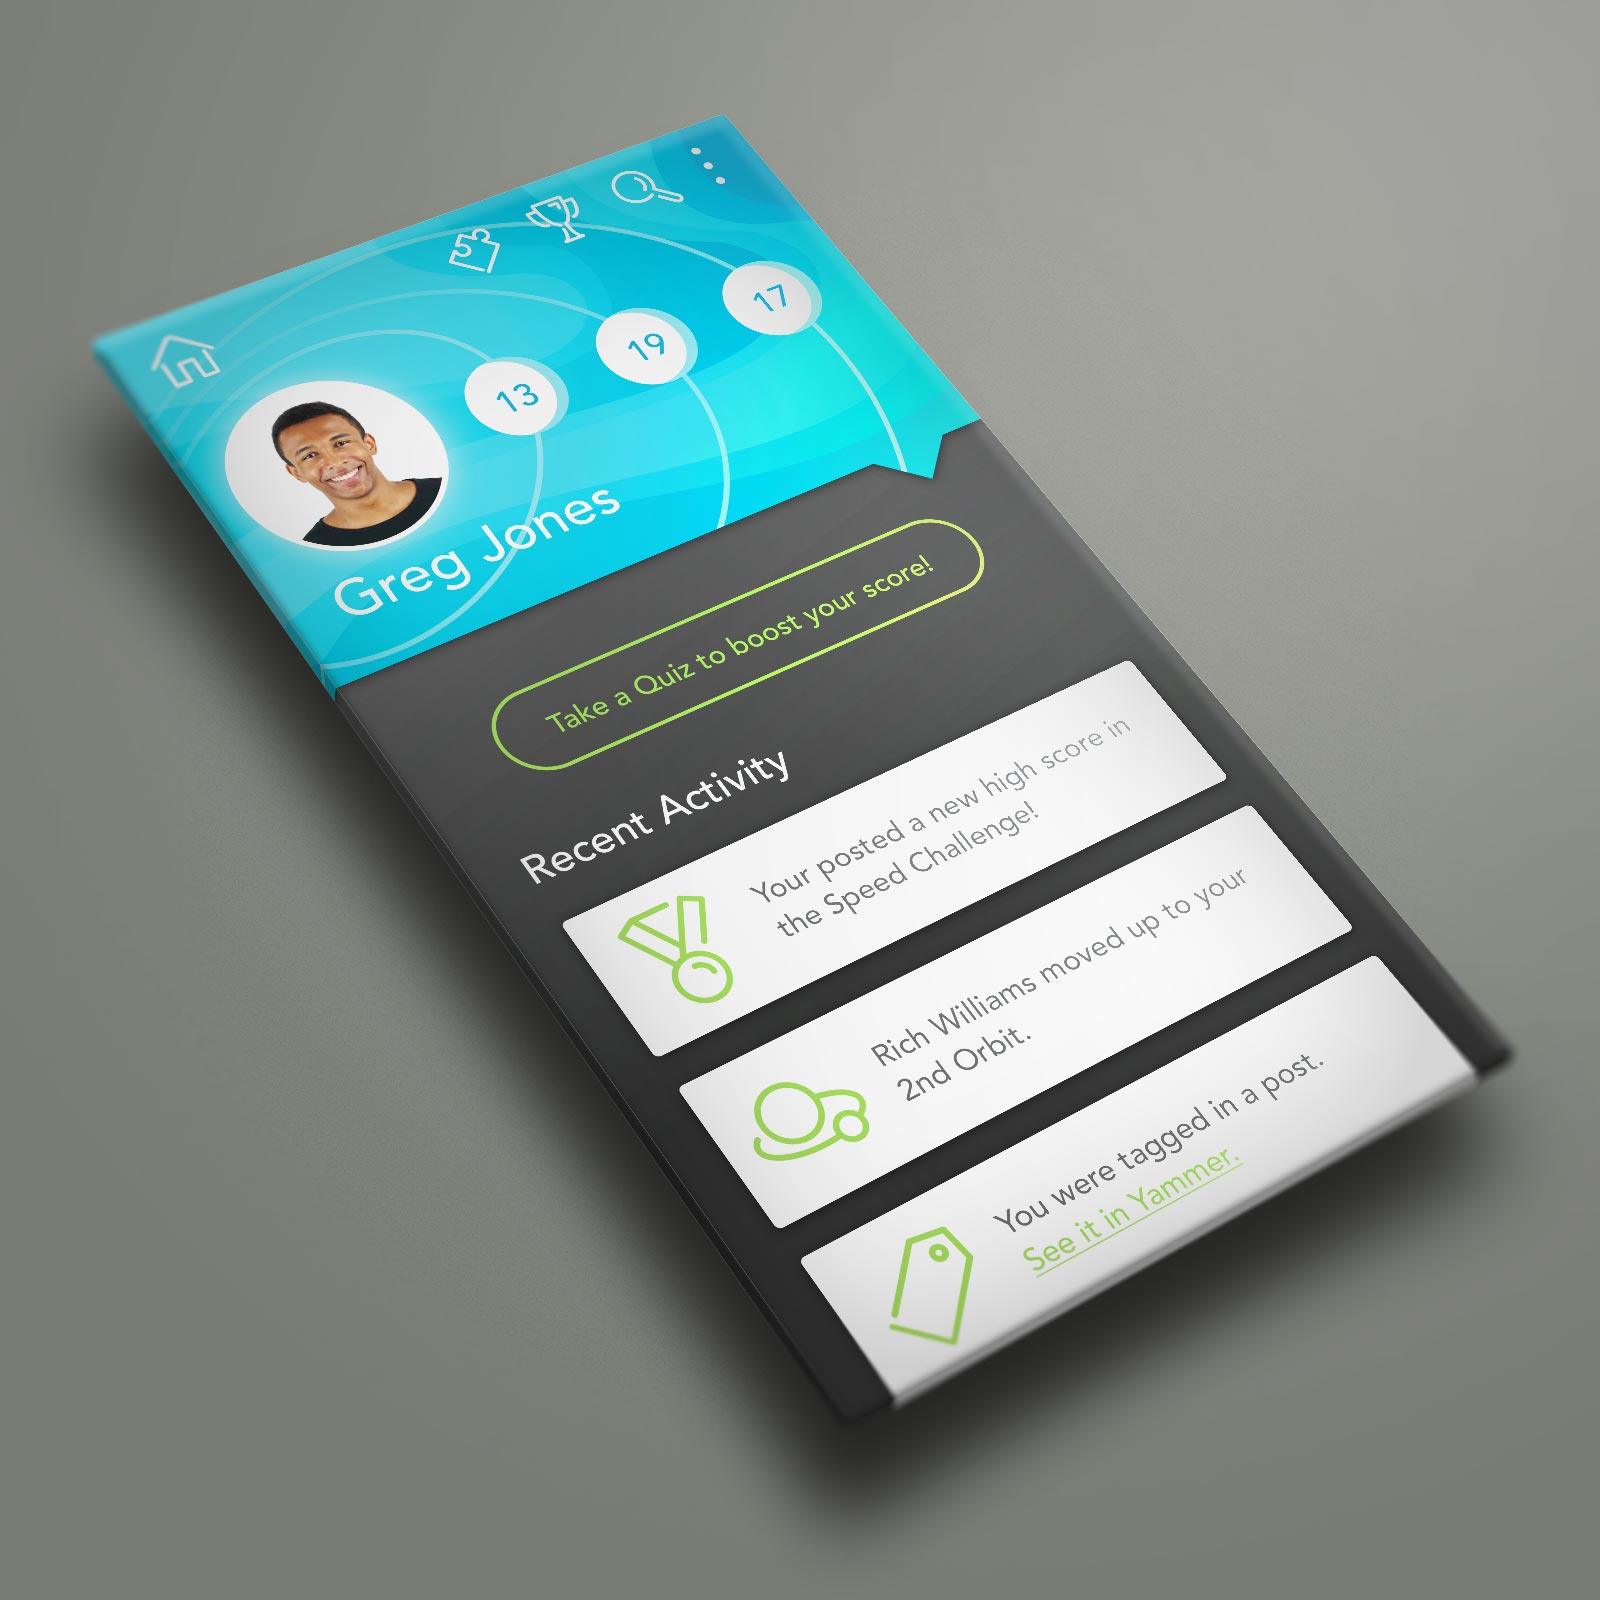 13
19
17
Greg Jones
Take a Quiz to boost your score!
Recent Activity
Your posted a new high score in
the Speed Challenge!
Rich Williams moved up to your
2nd Orbit.
You were tagged in a post.
See it in Yammer.